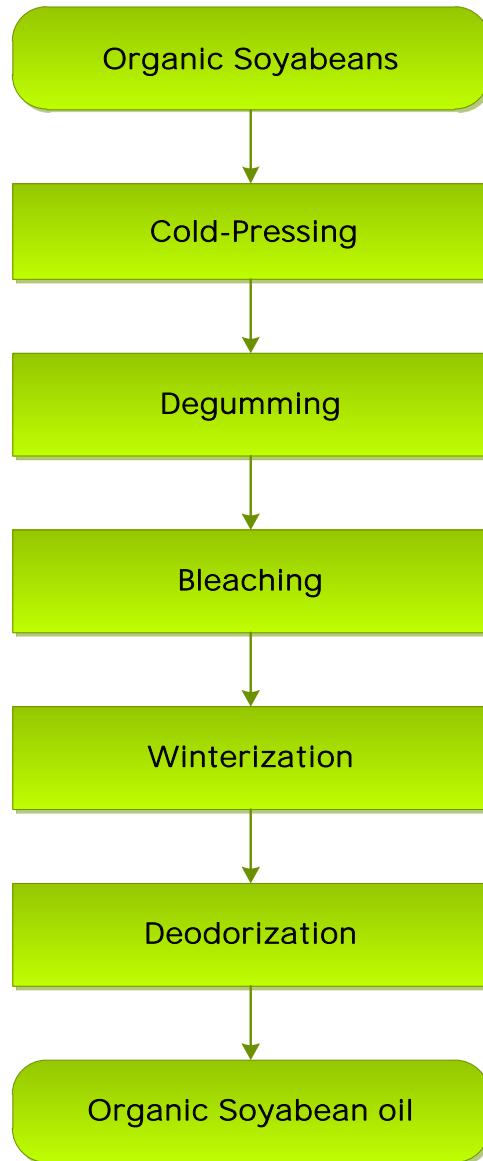 Organic Soyabeans
Cold-Pressing
Degumming
Bleaching
Winterization
Deodorization
Organic Soyabean oil